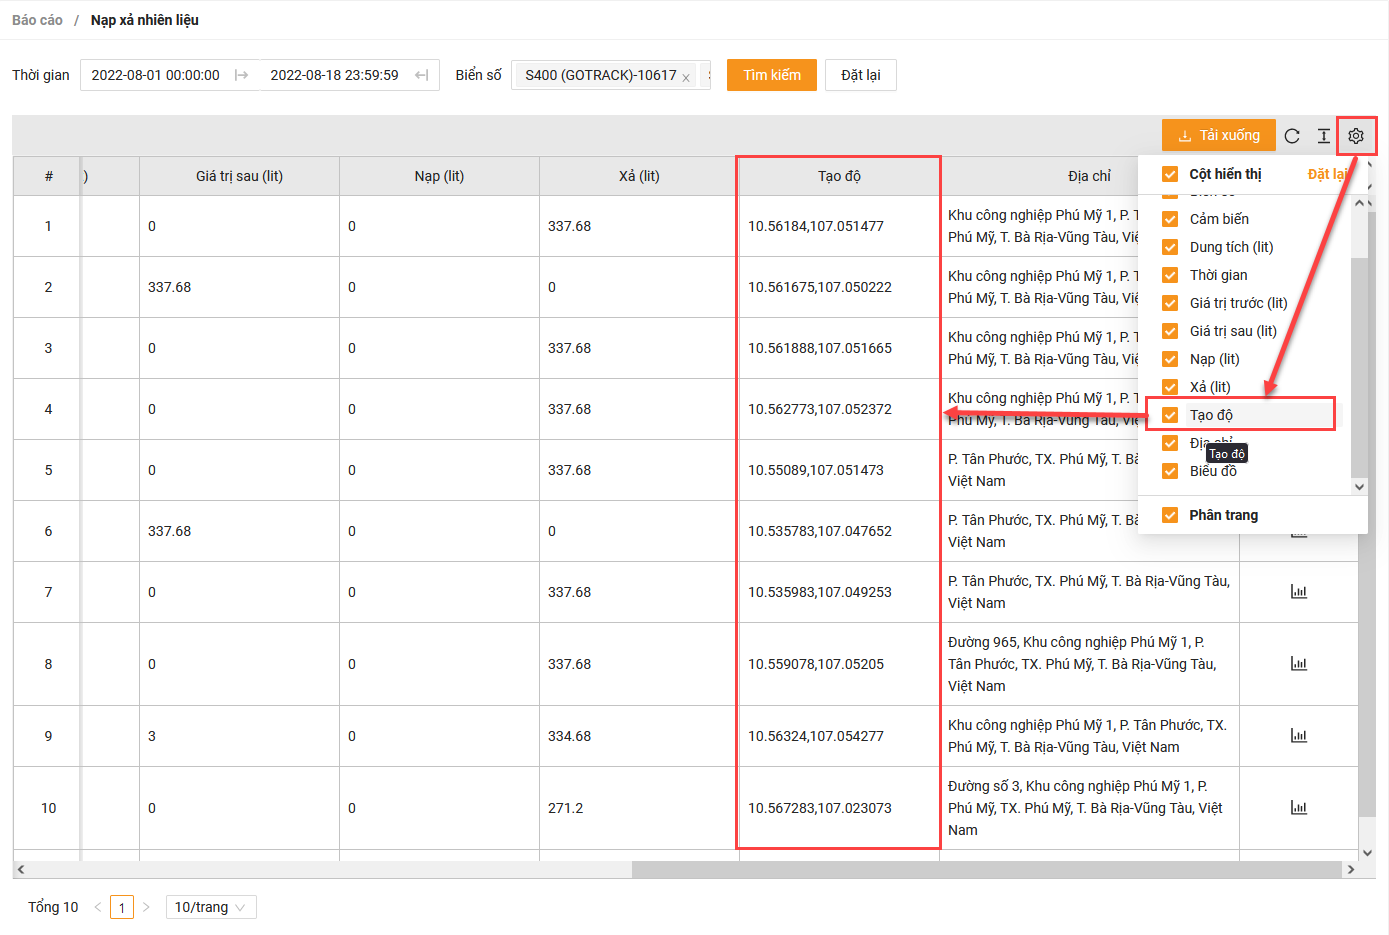 Báo cáo / Nạp xả nhiên liệu
Thời gian 2022-08-01 00:00:00 2022-08-18 23:59:59 Biển số S400 (GOTRACK)-10617 x Tìm kiếm Đặt lại
Tải xuống
# ) Giá trị sau (lit) Nạp (lit) Xả (lit) Tạo độ Địa chỉ
1 0 0 337.68 10.56184,107.051477 Khu công nghiệp Phú Mỹ 1, P.
Phú Mỹ, T. Bà Rịa-Vũng Tàu,
2 337.68 0 0 10.561675,107.050222 Khu công nghiệp Phú Mỹ 1, P.
Phú Mỹ, T. Bà Rịa-Vũng Tàu,
3 0 0 337.68 10.561888,107.051665 Khu công nghiệp Phú Mỹ 1, P.
Phú Mỹ, T. Bà Rịa-Vũng Tàu,
4 0 0 337.68 10.562773,107.052372 Khu công nghiệp Phú Mỹ 1, P.
Phú Mỹ, T. Bà Rịa-Vũng Tàu,
5 0 0 337.68 10.55089,107.051473 P. Tân Phước, TX. Phú Mỹ, T.
Việt Nam
6 337.68 0 0 10.535783,107.047652 P. Tân Phước, TX. Phú Mỹ, T.
Việt Nam
7 0 0 337.68 10.535983,107.049253 P. Tân Phước, TX. Phú Mỹ, T. Bà Rịa-Vũng Tàu,
Việt Nam
8 0 0 337.68 10.559078,107.05205 Đường 965, Khu công nghiệp Phú Mỹ 1, P.
Tân Phước, TX. Phú Mỹ, T. Bà Rịa-Vũng Tàu,
Việt Nam
9 3 0 334.68 10.56324,107.054277 Khu công nghiệp Phú Mỹ 1, P. Tân Phước, TX.
Phú Mỹ, T. Bà Rịa-Vũng Tàu, Việt Nam
10 0 0 271.2 10.567283,107.023073 Đường số 3, Khu công nghiệp Phú Mỹ 1, P.
Phú Mỹ, TX. Phú Mỹ, T. Bà Rịa-Vũng Tàu, Việt
Nam
Cột hiển thị Đặt lại
Cảm biến
Dung tích (lit)
Thời gian
Giá trị trước (lit)
Giá trị sau (lit)
Nạp (lit)
Xả (lit)
Tạo độ
Địa chỉ
Tạo độ
Biểu đồ
Phân trang
Tổng 10 < 1 > 10/trang